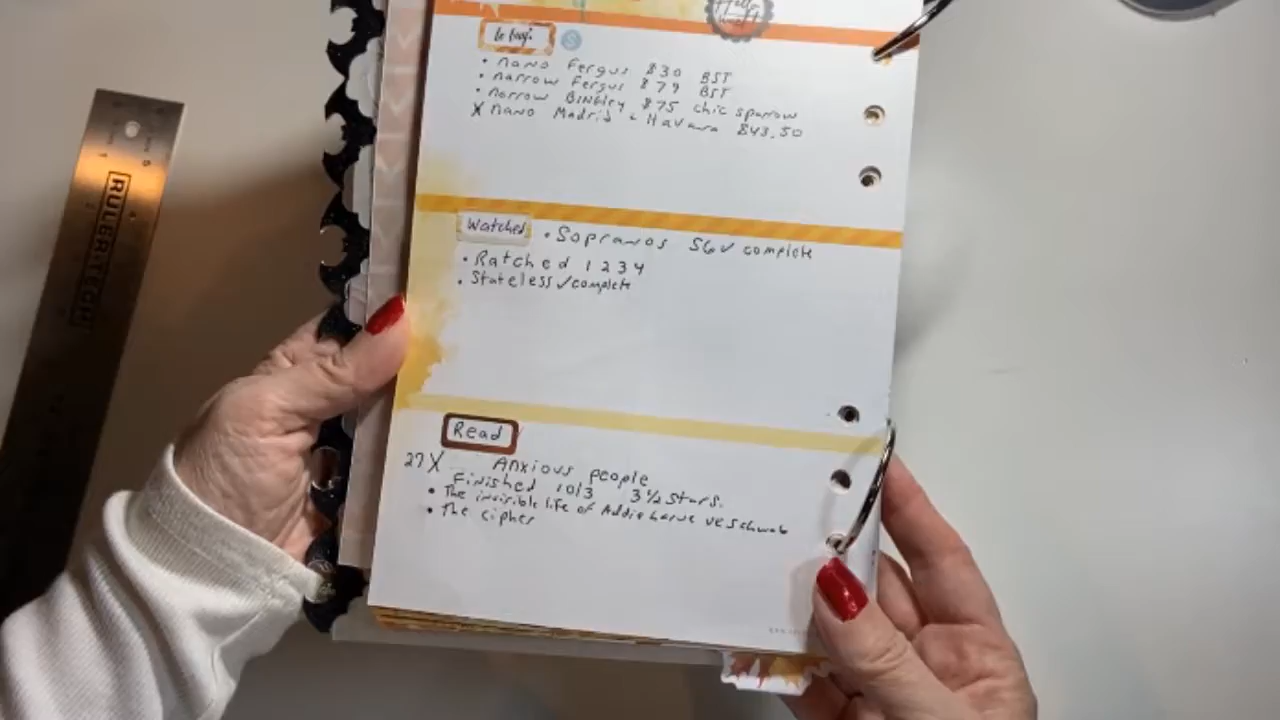 to buy:
• nano Fergus $30 BST
• narrow Fergus $79 BST
• narrow BINGley $75 chic sparrow
X nano Madrid & Havana $43.50
Watched
• Sopranos S6 ✓ complete
• Ratched 1 2 3 4
• Stateless ✓ complete
Read
27 X Anxious people
Finished 10/3 3 1/2 stars.
• The invisible life of Addie Larue VE Schwab
• The cipher
RULER-TECH